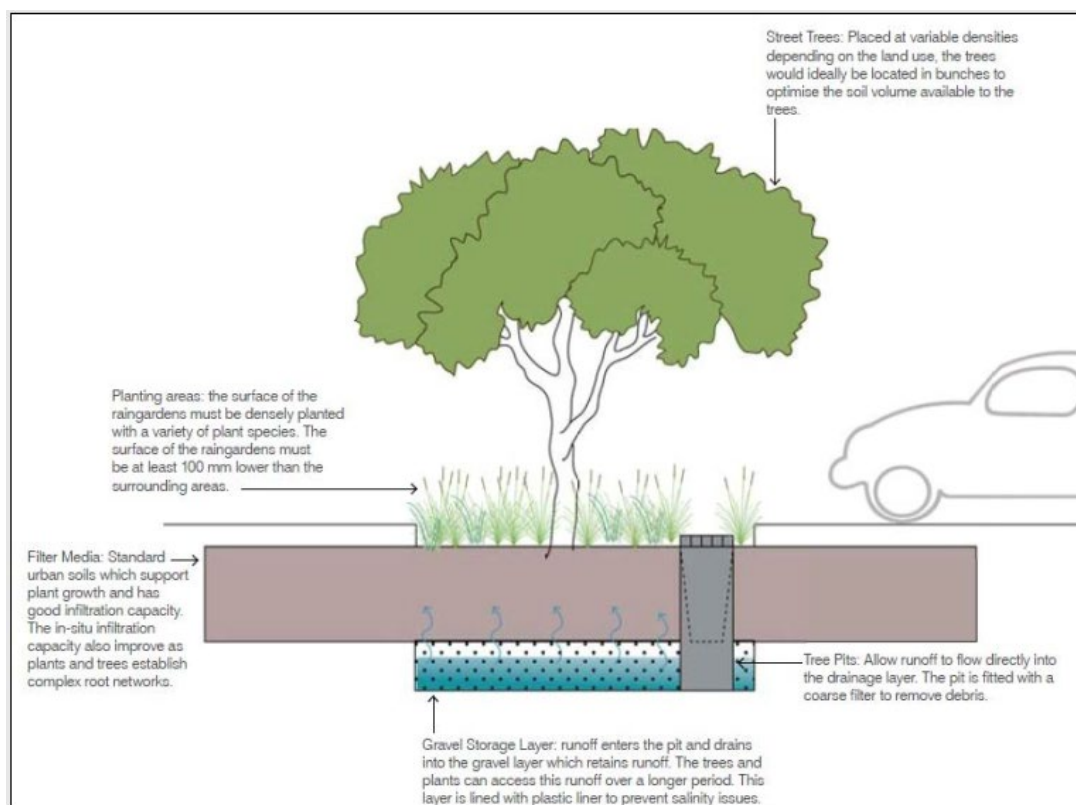 Street Trees: Placed at variable densities
depending on the land use, the trees
would ideally be located in bunches to
optimise the soil volume available to the
trees.
Planting areas: the surface of the
raingardens must be densely planted
with a variety of plant species. The
surface of the raingardens must
be at least 100 mm lower than the
surrounding areas.
Filter Media: Standard
urban soils which support
plant growth and has
good infiltration capacity.
The in-situ infiltration
capacity also improve as
plants and trees establish
complex root networks.
Tree Pits: Allow runoff to flow directly into
the drainage layer. The pit is fitted with a
coarse filter to remove debris.
Gravel Storage Layer: runoff enters the pit and drains
into the gravel layer which retains runoff. The trees and
plants can access this runoff over a longer period. This
layer is lined with plastic liner to prevent salinity issues.